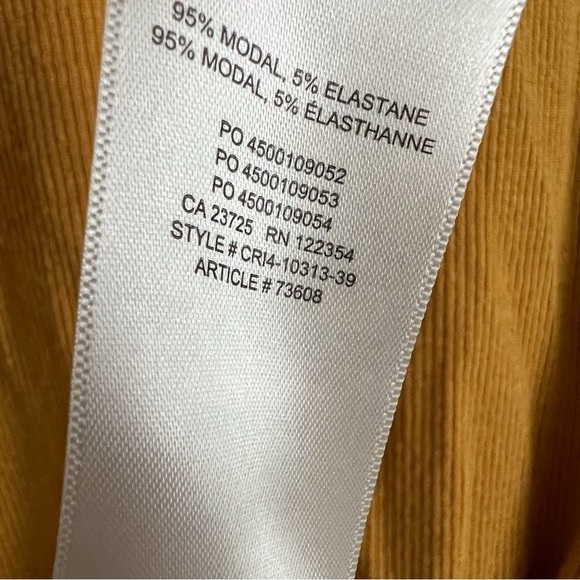 95% MODAL, 5% ELASTANE
95% MODAL, 5% ÉLASTHANNE
PO 4500109052
PO 4500109053
PO 4500109054
CA 23725 RN 122354
STYLE # CRI4-10313-39
ARTICLE # 73608